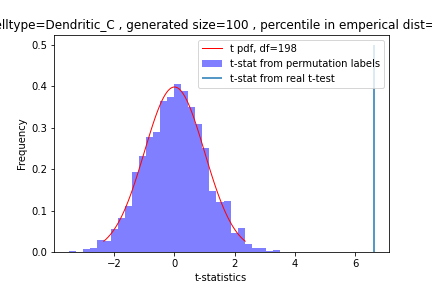 elltype=Dendritic_C , generated size=100 , percentile in emperical dist=
t pdf, df=198
t-stat from permutation labels
t-stat from real t-test
Frequency
0.5
0.4
0.3
0.2
0.1
0.0
−2
0
2
4
6
t-statistics